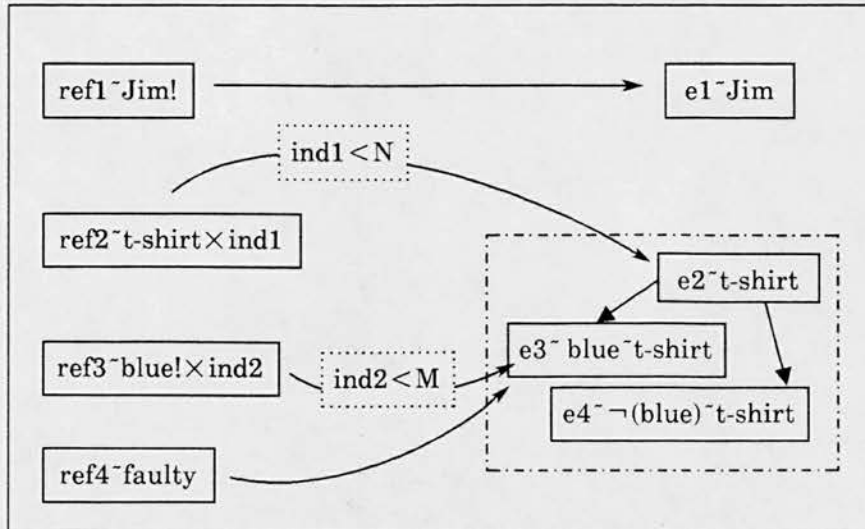 ref1~Jim!
e1~Jim
ind1<N
ref2~t-shirt×ind1
e2~t-shirt
e3~ blue~t-shirt
ref3~blue!×ind2
ind2<M
e4~¬(blue)~t-shirt
ref4~faulty